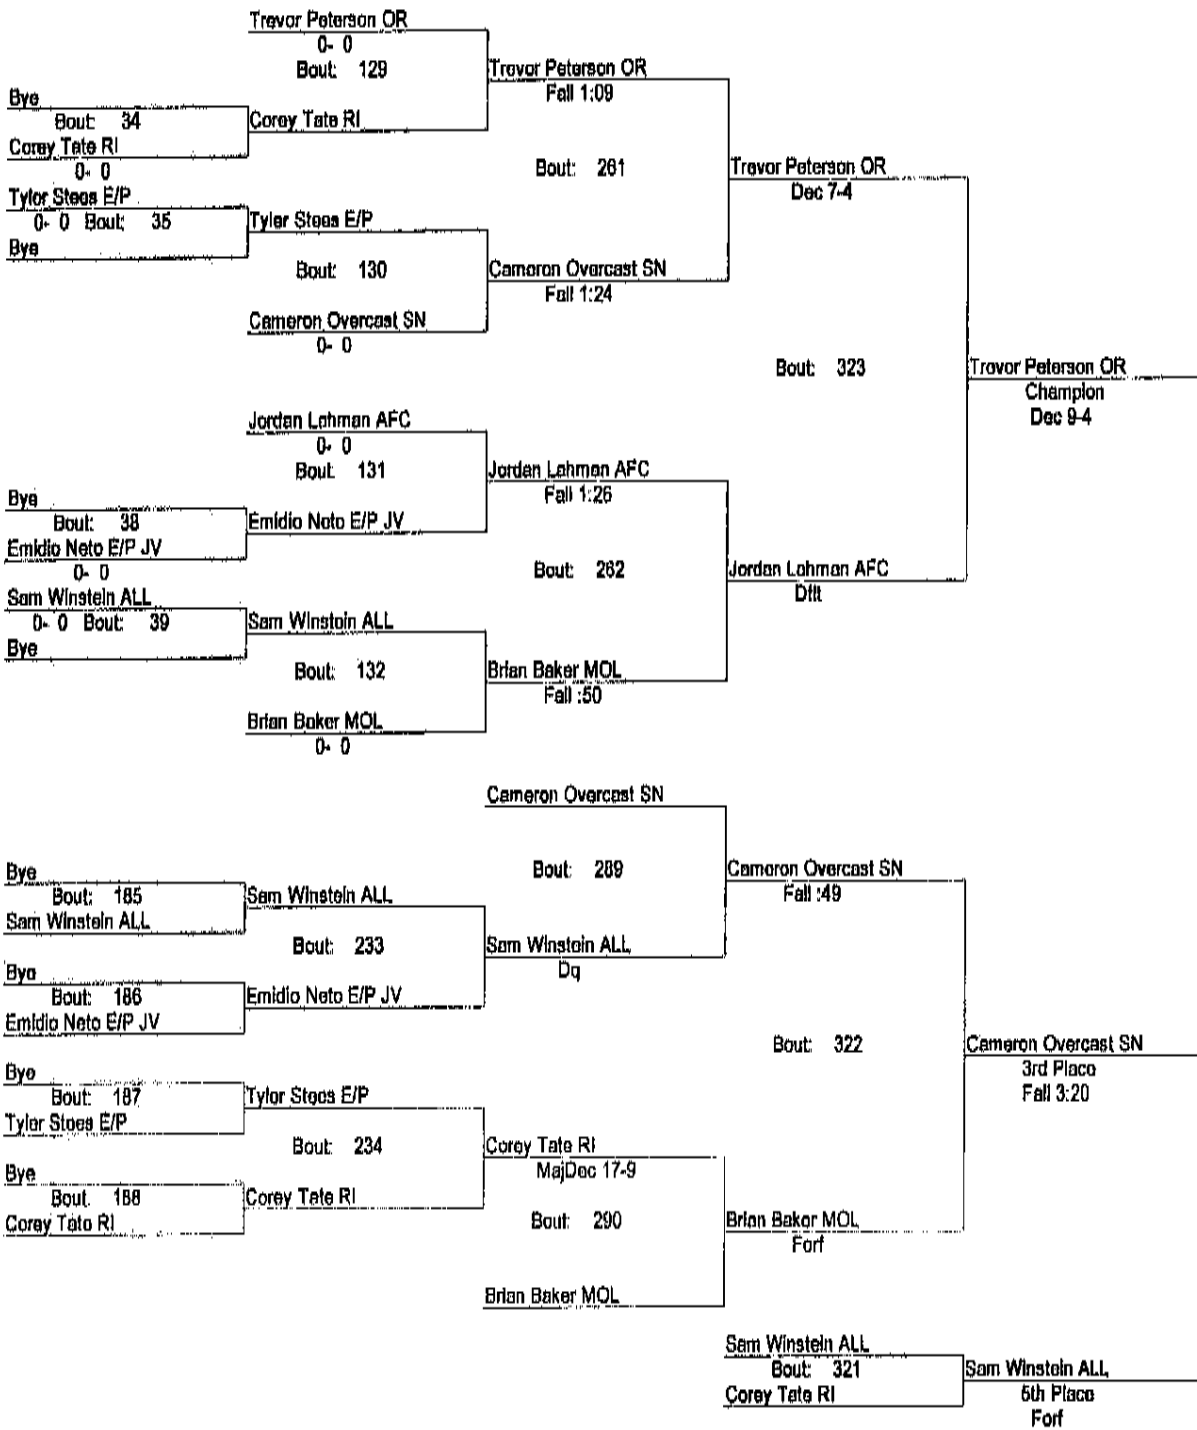 Trevor Peterson OR
0- 0
Bout: 129
Trevor Peterson OR
Fall 1:09
Bye
Bout: 34
Corey Tate RI
Corey Tate RI
0- 0
Bout: 261
Trevor Peterson OR
Dec 7-4
Tyler Stees E/P
0- 0 Bout: 35
Tyler Stees E/P
Bye
Bout: 130
Cameron Overcast SN
Fall 1:24
Cameron Overcast SN
0- 0
Bout: 323
Trevor Peterson OR
Champion
Dec 9-4
Jordan Lehman AFC
0- 0
Bout: 131
Jordan Lehman AFC
Fall 1:26
Bye
Bout: 38
Emidio Neto E/P JV
Emidio Neto E/P JV
0- 0
Bout: 262
Jordan Lehman AFC
Dflt
Sam Winstein ALL
0- 0 Bout: 39
Sam Winstein ALL
Bye
Bout: 132
Brian Baker MOL
Fall :50
Brian Baker MOL
0- 0
Cameron Overcast SN
Bout: 289
Cameron Overcast SN
Fall :49
Bye
Bout: 185
Sam Winstein ALL
Sam Winstein ALL
Bout: 233
Sam Winstein ALL
Dq
Bye
Bout: 186
Emidio Neto E/P JV
Emidio Neto E/P JV
Bout: 322
Cameron Overcast SN
3rd Place
Fall 3:20
Bye
Bout: 187
Tyler Stees E/P
Tyler Stees E/P
Bout: 234
Corey Tate RI
MajDec 17-9
Bye
Bout: 188
Corey Tate RI
Corey Tate RI
Bout: 290
Brian Baker MOL
Forf
Brian Baker MOL
Sam Winstein ALL
Bout: 321
Sam Winstein ALL
Corey Tate RI
5th Place
Forf